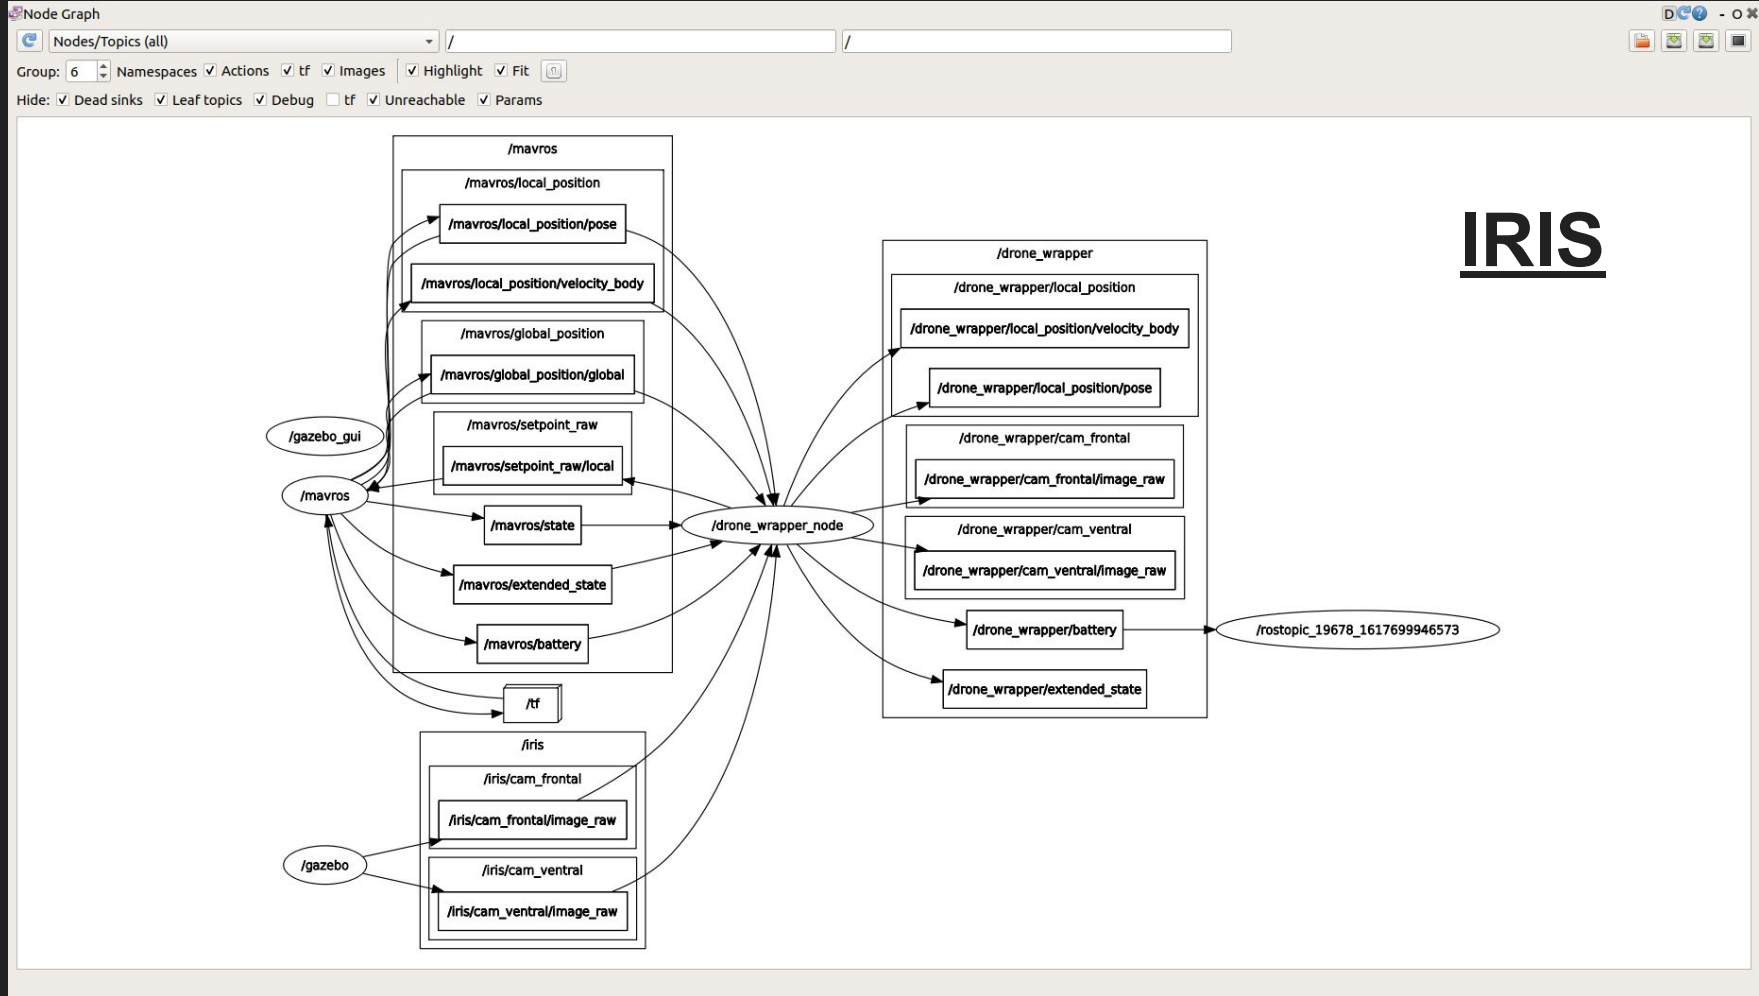 Node Graph
D ? - O
Nodes/Topics (all) / /
Group: 6 Namespaces Actions tf Images Highlight Fit
Hide: Dead sinks Leaf topics Debug tf Unreachable Params
IRIS
/mavros
/mavros/local_position
/mavros/local_position/pose
/mavros/local_position/velocity_body
/mavros/global_position
/mavros/global_position/global
/mavros/setpoint_raw
/mavros/setpoint_raw/local
/mavros/state
/mavros/extended_state
/mavros/battery
/gazebo_gui
/mavros
/tf
/iris
/iris/cam_frontal
/iris/cam_frontal/image_raw
/iris/cam_ventral
/iris/cam_ventral/image_raw
/gazebo
/drone_wrapper_node
/drone_wrapper
/drone_wrapper/local_position
/drone_wrapper/local_position/velocity_body
/drone_wrapper/local_position/pose
/drone_wrapper/cam_frontal
/drone_wrapper/cam_frontal/image_raw
/drone_wrapper/cam_ventral
/drone_wrapper/cam_ventral/image_raw
/drone_wrapper/battery
/drone_wrapper/extended_state
/rostopic_19678_1617699946573